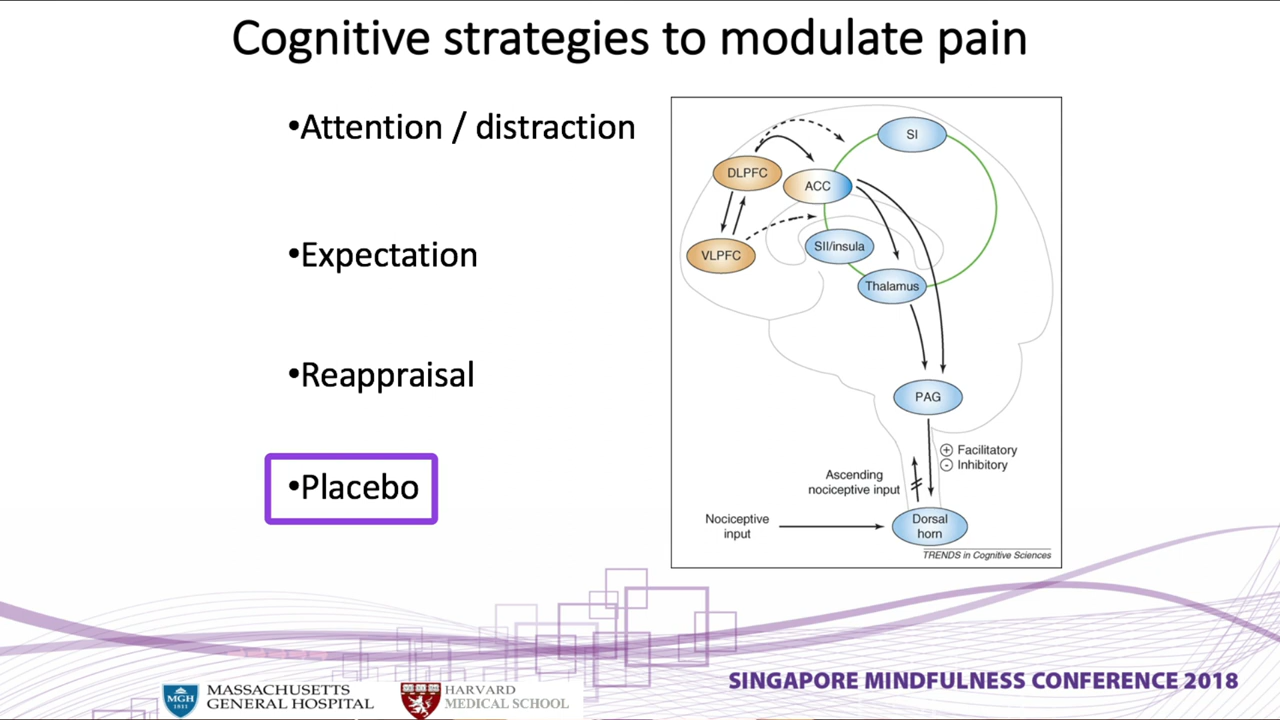 Cognitive strategies to modulate pain
•Attention / distraction
•Expectation
•Reappraisal
•Placebo
SI
DLPFC
ACC
VLPFC
SII/insula
Thalamus
PAG
+ Facilitatory
- Inhibitory
Ascending
nociceptive input
Nociceptive
input
Dorsal
horn
TRENDS in Cognitive Sciences
MGH
1811
MASSACHUSETTS
GENERAL HOSPITAL
HARVARD
MEDICAL SCHOOL
SINGAPORE MINDFULNESS CONFERENCE 2018